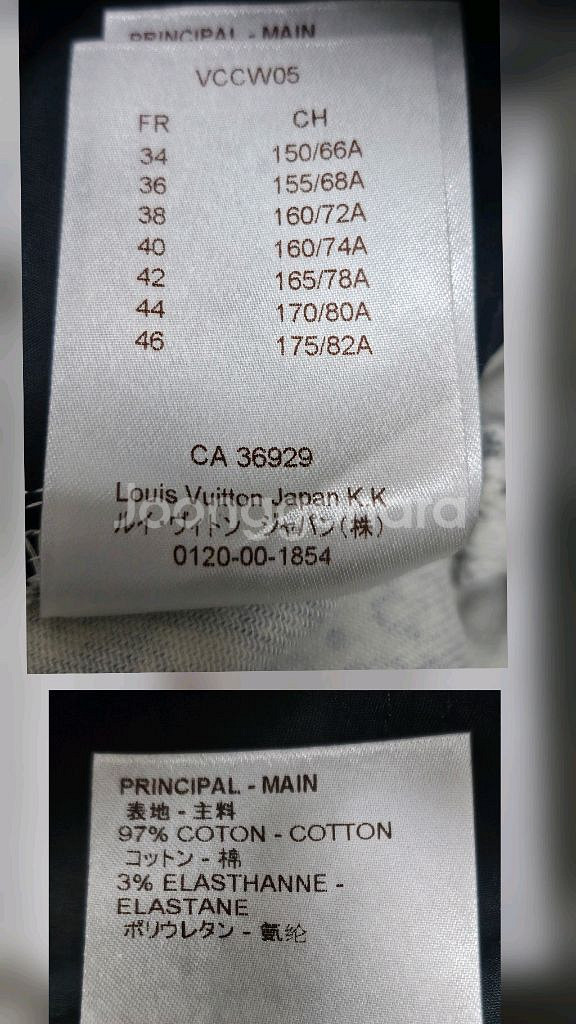 PRINCIPAL - MAIN
VCCW05
FR CH
34 150/66A
36 155/68A
38 160/72A
40 160/74A
42 165/78A
44 170/80A
46 175/82A
CA 36929
Louis Vuitton Japan K.K
ルイ ヴィトン ジャパン(株)
0120-00-1854
PRINCIPAL - MAIN
表地 - 主料
97% COTON - COTTON
コットン - 棉
3% ELASTHANNE -
ELASTANE
ポリウレタン - 氨纶